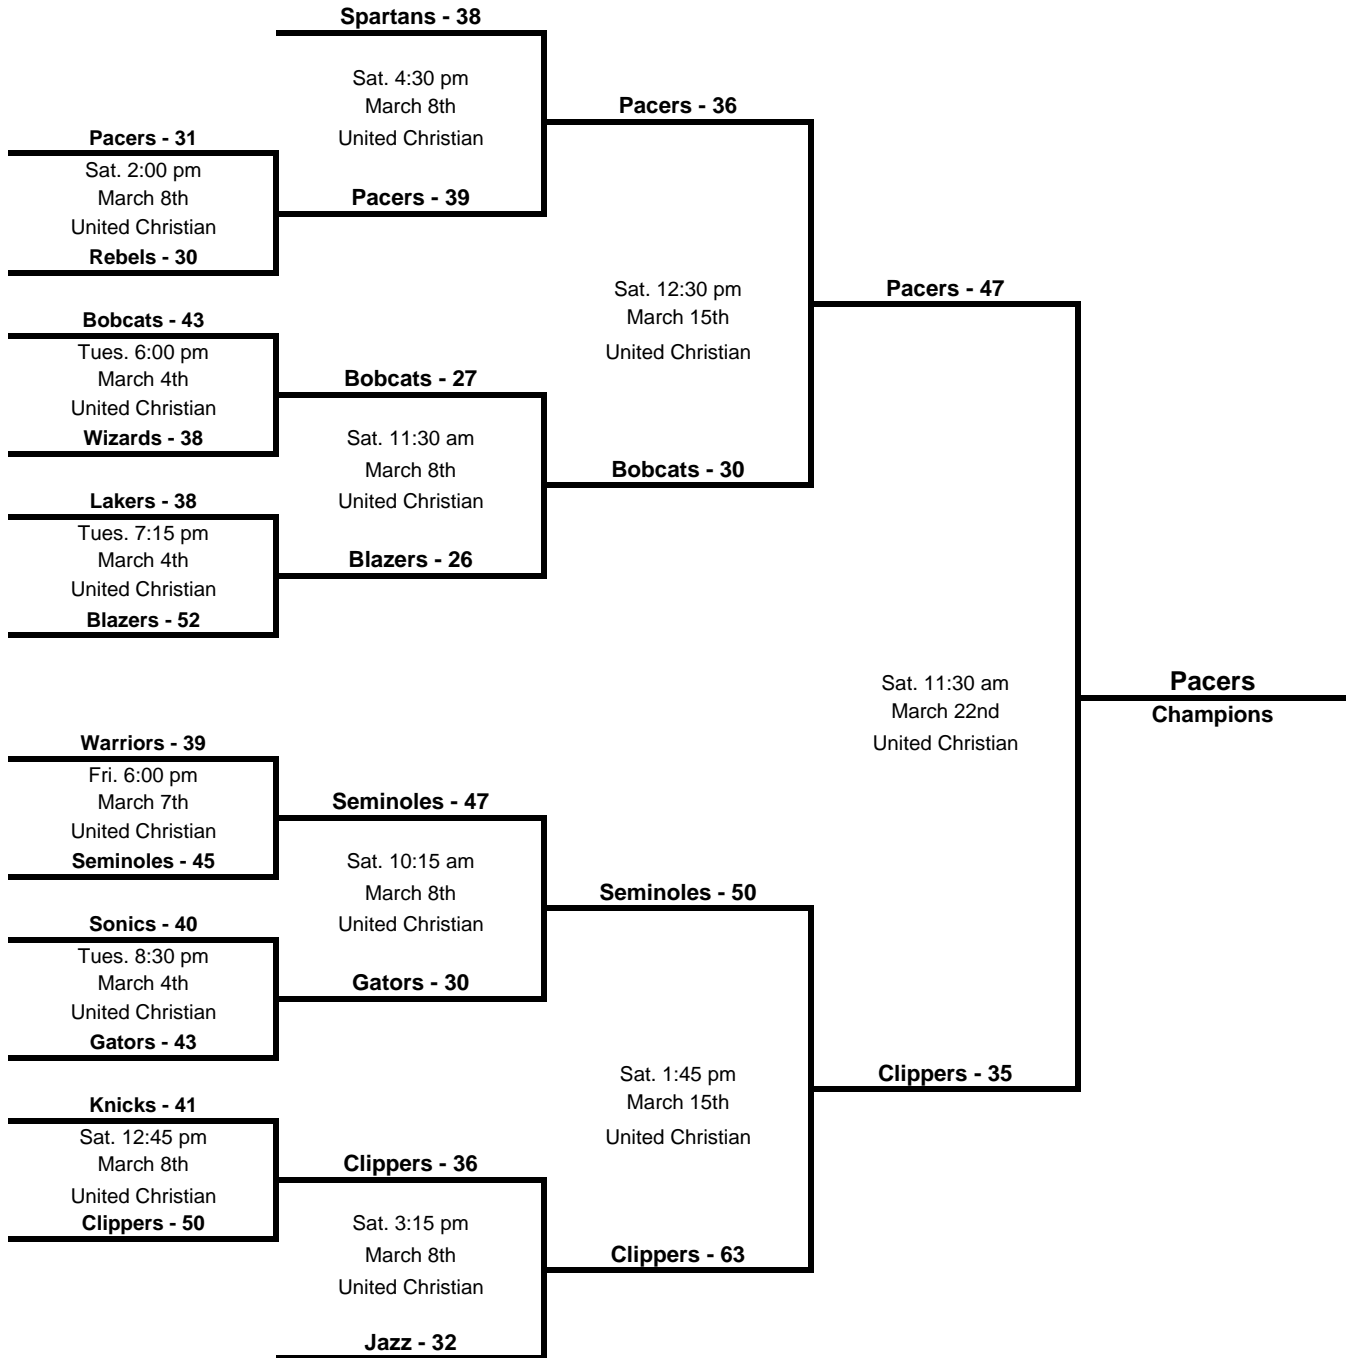 Spartans - 38
Sat. 4:30 pm
March 8th
United Christian
Pacers - 39
Pacers - 31
Sat. 2:00 pm
March 8th
United Christian
Rebels - 30
Bobcats - 43
Tues. 6:00 pm
March 4th
United Christian
Wizards - 38
Bobcats - 27
Sat. 11:30 am
March 8th
United Christian
Blazers - 26
Lakers - 38
Tues. 7:15 pm
March 4th
United Christian
Blazers - 52
Pacers - 36
Sat. 12:30 pm
March 15th
United Christian
Bobcats - 30
Pacers - 47
Sat. 11:30 am
March 22nd
United Christian
Clippers - 35
Pacers
Champions
Warriors - 39
Fri. 6:00 pm
March 7th
United Christian
Seminoles - 45
Seminoles - 47
Sat. 10:15 am
March 8th
United Christian
Gators - 30
Sonics - 40
Tues. 8:30 pm
March 4th
United Christian
Gators - 43
Seminoles - 50
Sat. 1:45 pm
March 15th
United Christian
Clippers - 63
Knicks - 41
Sat. 12:45 pm
March 8th
United Christian
Clippers - 50
Clippers - 36
Sat. 3:15 pm
March 8th
United Christian
Jazz - 32